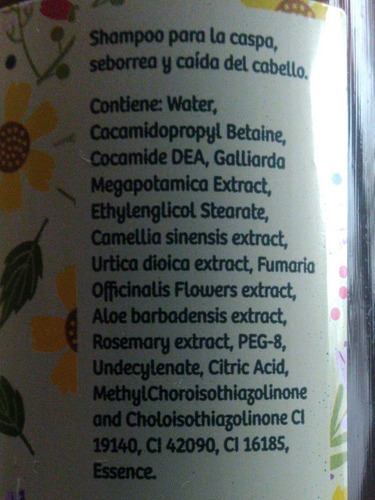 Shampoo para la caspa,
seborrea y caída del cabello.
Contiene: Water,
Cacamidopropyl Betaine,
Cocamide DEA, Galliarda
Megapotamica Extract,
Ethylenglicol Stearate,
Camellia sinensis extract,
Urtica dioica extract, Fumaria
Officinalis Flowers extract,
Aloe barbadensis extract,
Rosemary extract, PEG-8,
Undecylenate, Citric Acid,
MethylChoroisothiazolinone
and Choloisothiagolinone CI
19140, CI 42090, CI 16185,
Essence.